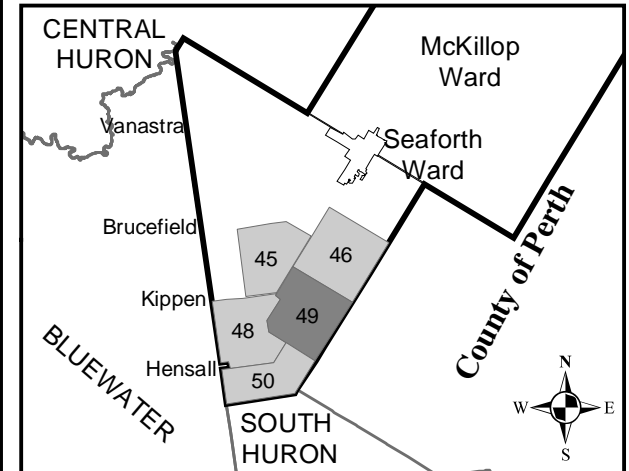 CENTRAL
HURON
McKillop
Ward
Vanastra
Seaforth
Ward
Brucefield
45
46
County of Perth
Kippen
49
48
BLUEWATER
Hensall
50
SOUTH
HURON
N
W
E
S